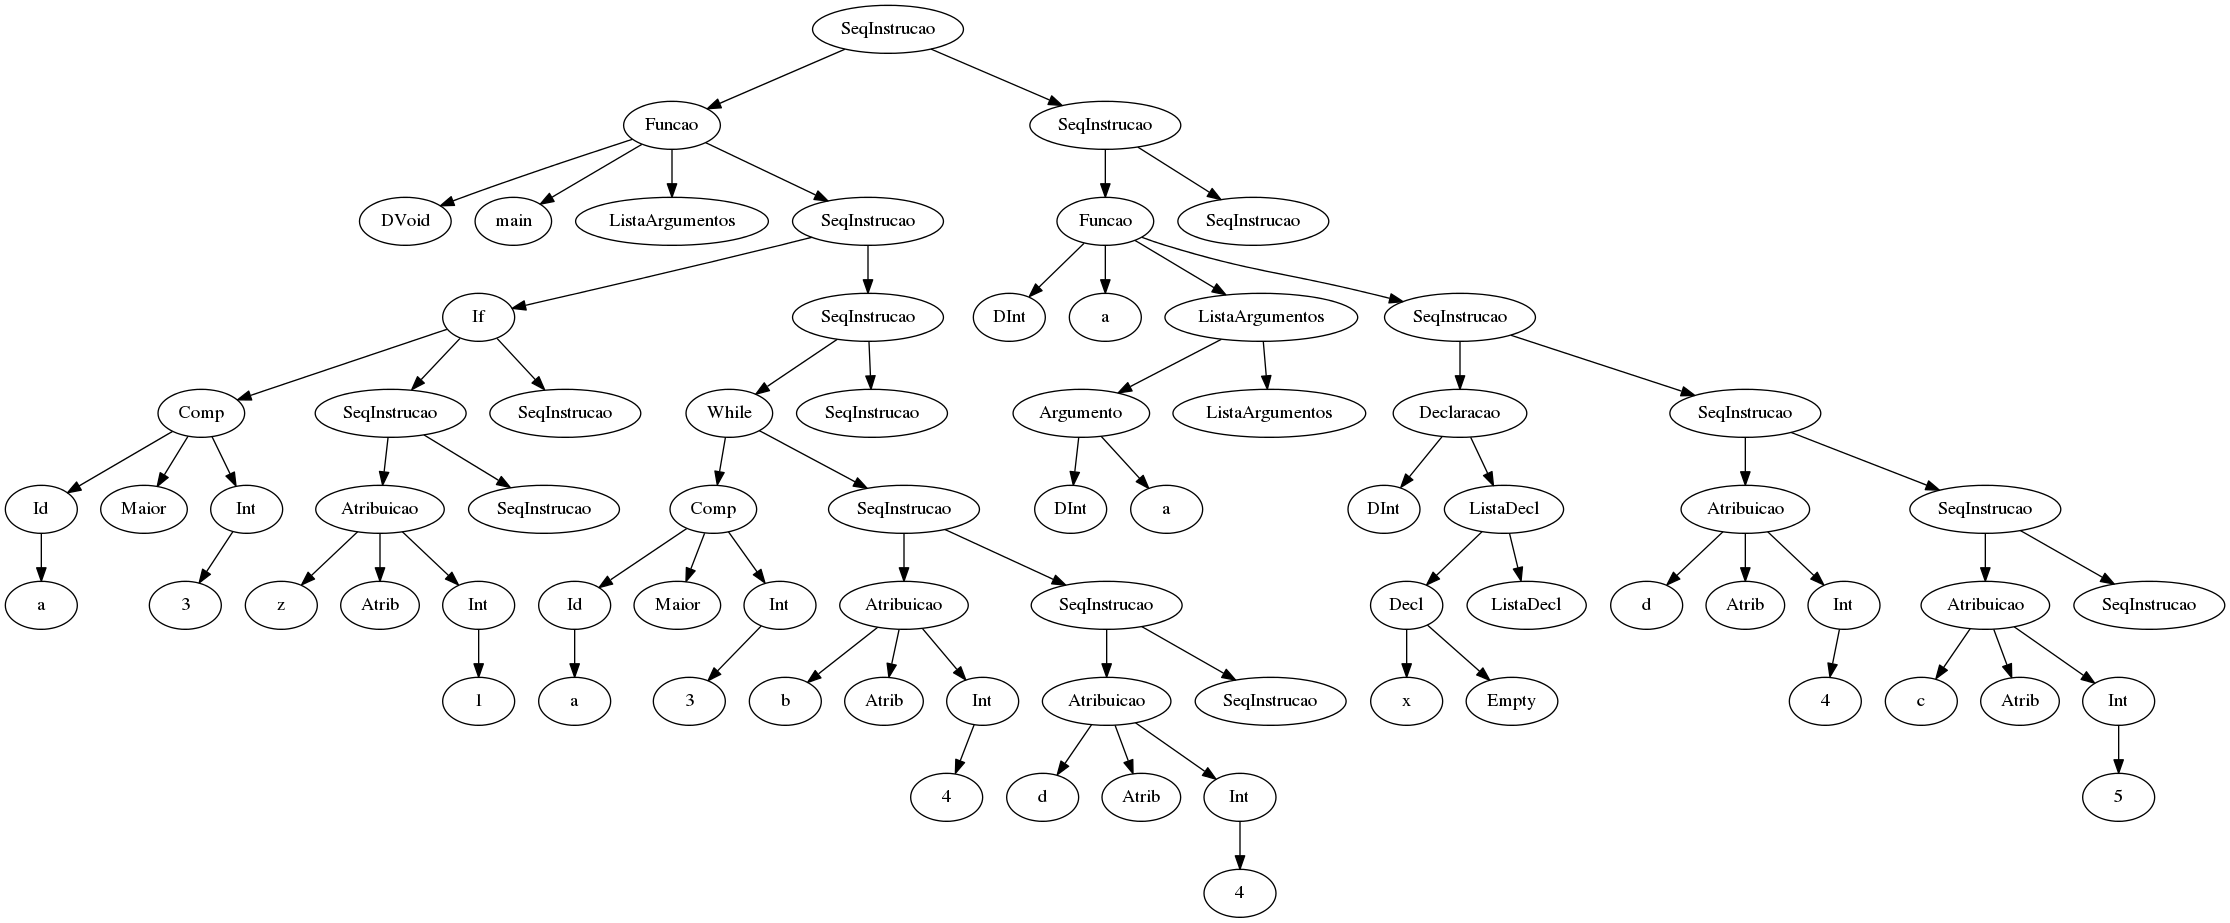 SeqInstrucao
Funcao SeqInstrucao
DVoid main ListaArgumentos SeqInstrucao Funcao SeqInstrucao
If SeqInstrucao DInt a ListaArgumentos SeqInstrucao
Comp SeqInstrucao SeqInstrucao While SeqInstrucao Argumento ListaArgumentos Declaracao SeqInstrucao
Id Maior Int Atribuicao SeqInstrucao Comp SeqInstrucao DInt a DInt ListaDecl Atribuicao SeqInstrucao
a 3 z Atrib Int Id Maior Int Atribuicao SeqInstrucao Decl ListaDecl d Atrib Int Atribuicao SeqInstrucao
1 a 3 b Atrib Int Atribuicao SeqInstrucao x Empty 4 c Atrib Int
4 d Atrib Int 5
4